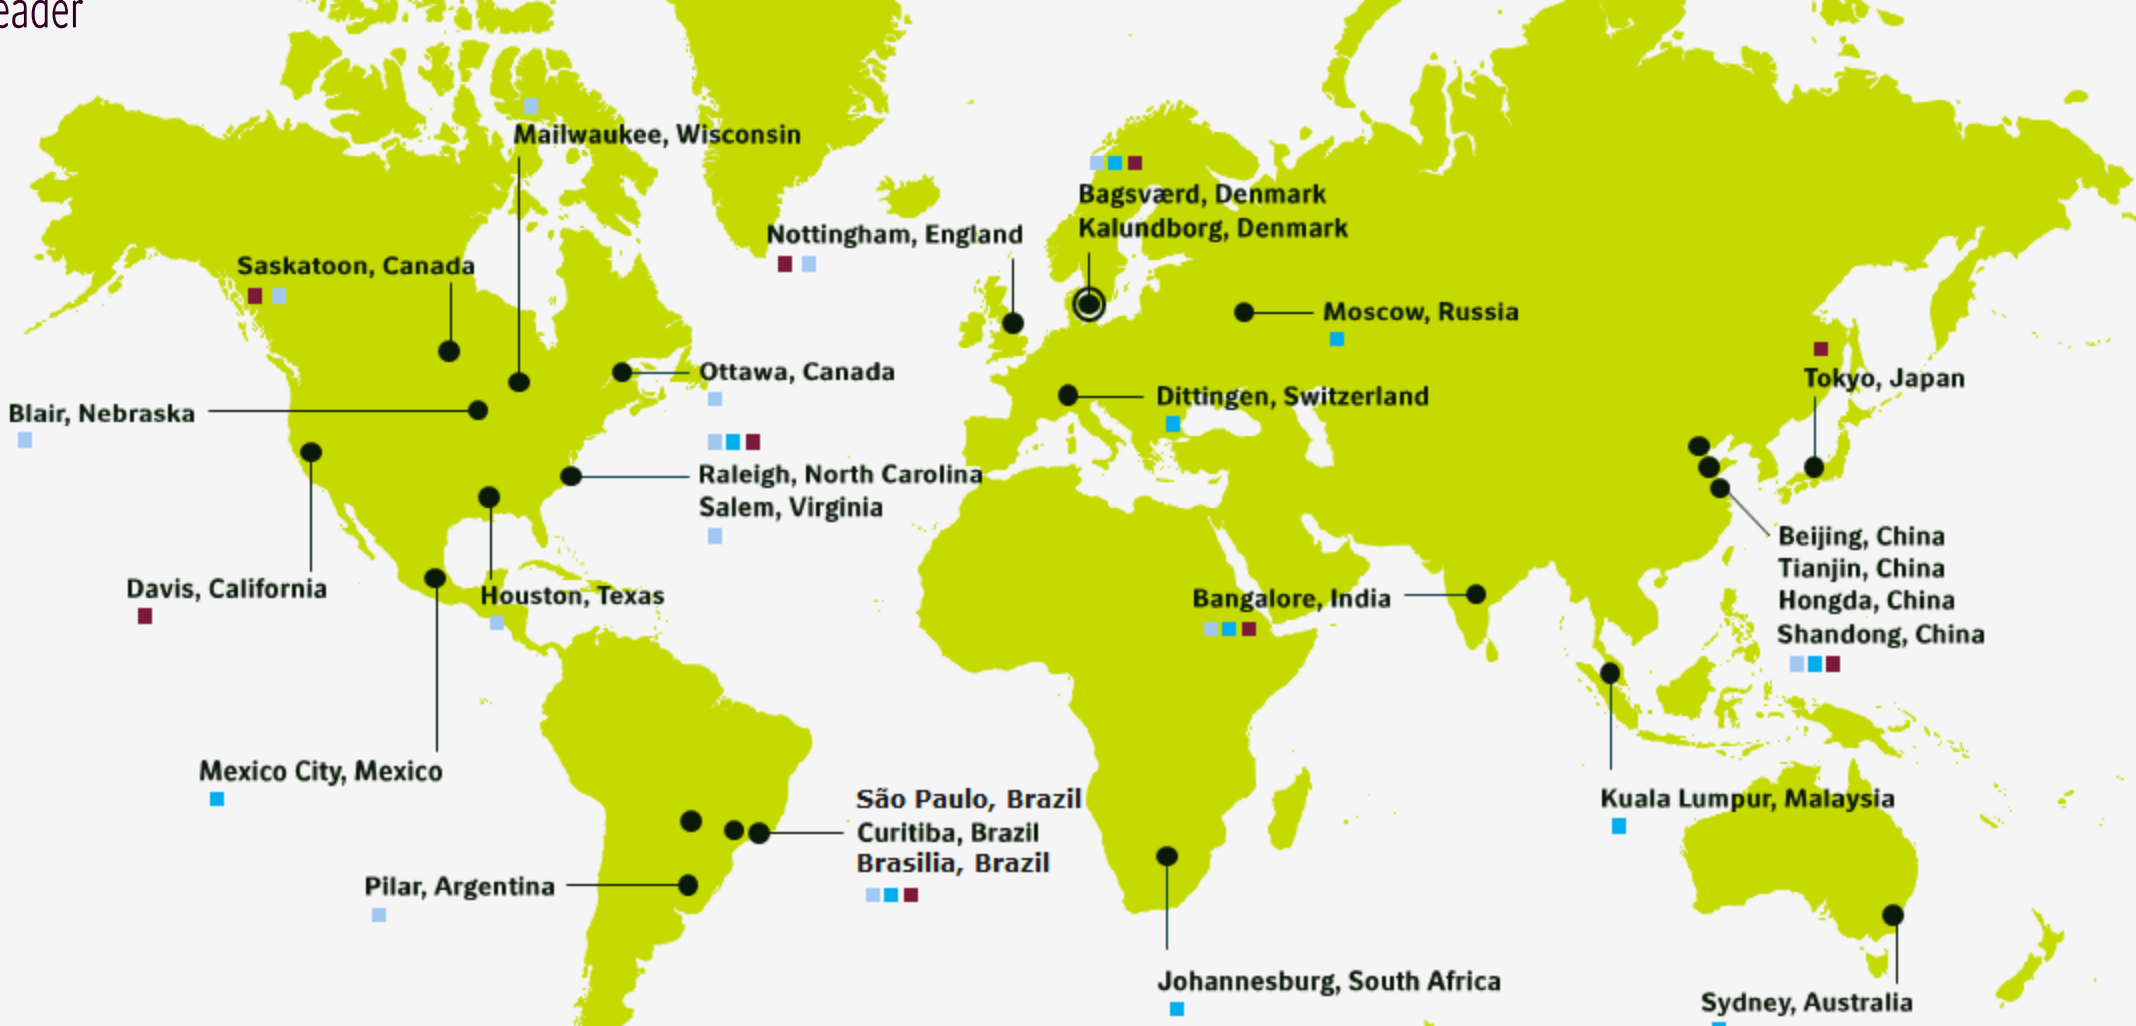 eader
Mailwaukee, Wisconsin
Bagsværd, Denmark
Kalundborg, Denmark
Nottingham, England
Saskatoon, Canada
Moscow, Russia
Ottawa, Canada
Tokyo, Japan
Dittingen, Switzerland
Blair, Nebraska
Raleigh, North Carolina
Salem, Virginia
Beijing, China
Tianjin, China
Hongda, China
Shandong, China
Davis, California
Houston, Texas
Bangalore, India
Mexico City, Mexico
São Paulo, Brazil
Curitiba, Brazil
Brasilia, Brazil
Kuala Lumpur, Malaysia
Pilar, Argentina
Johannesburg, South Africa
Sydney, Australia